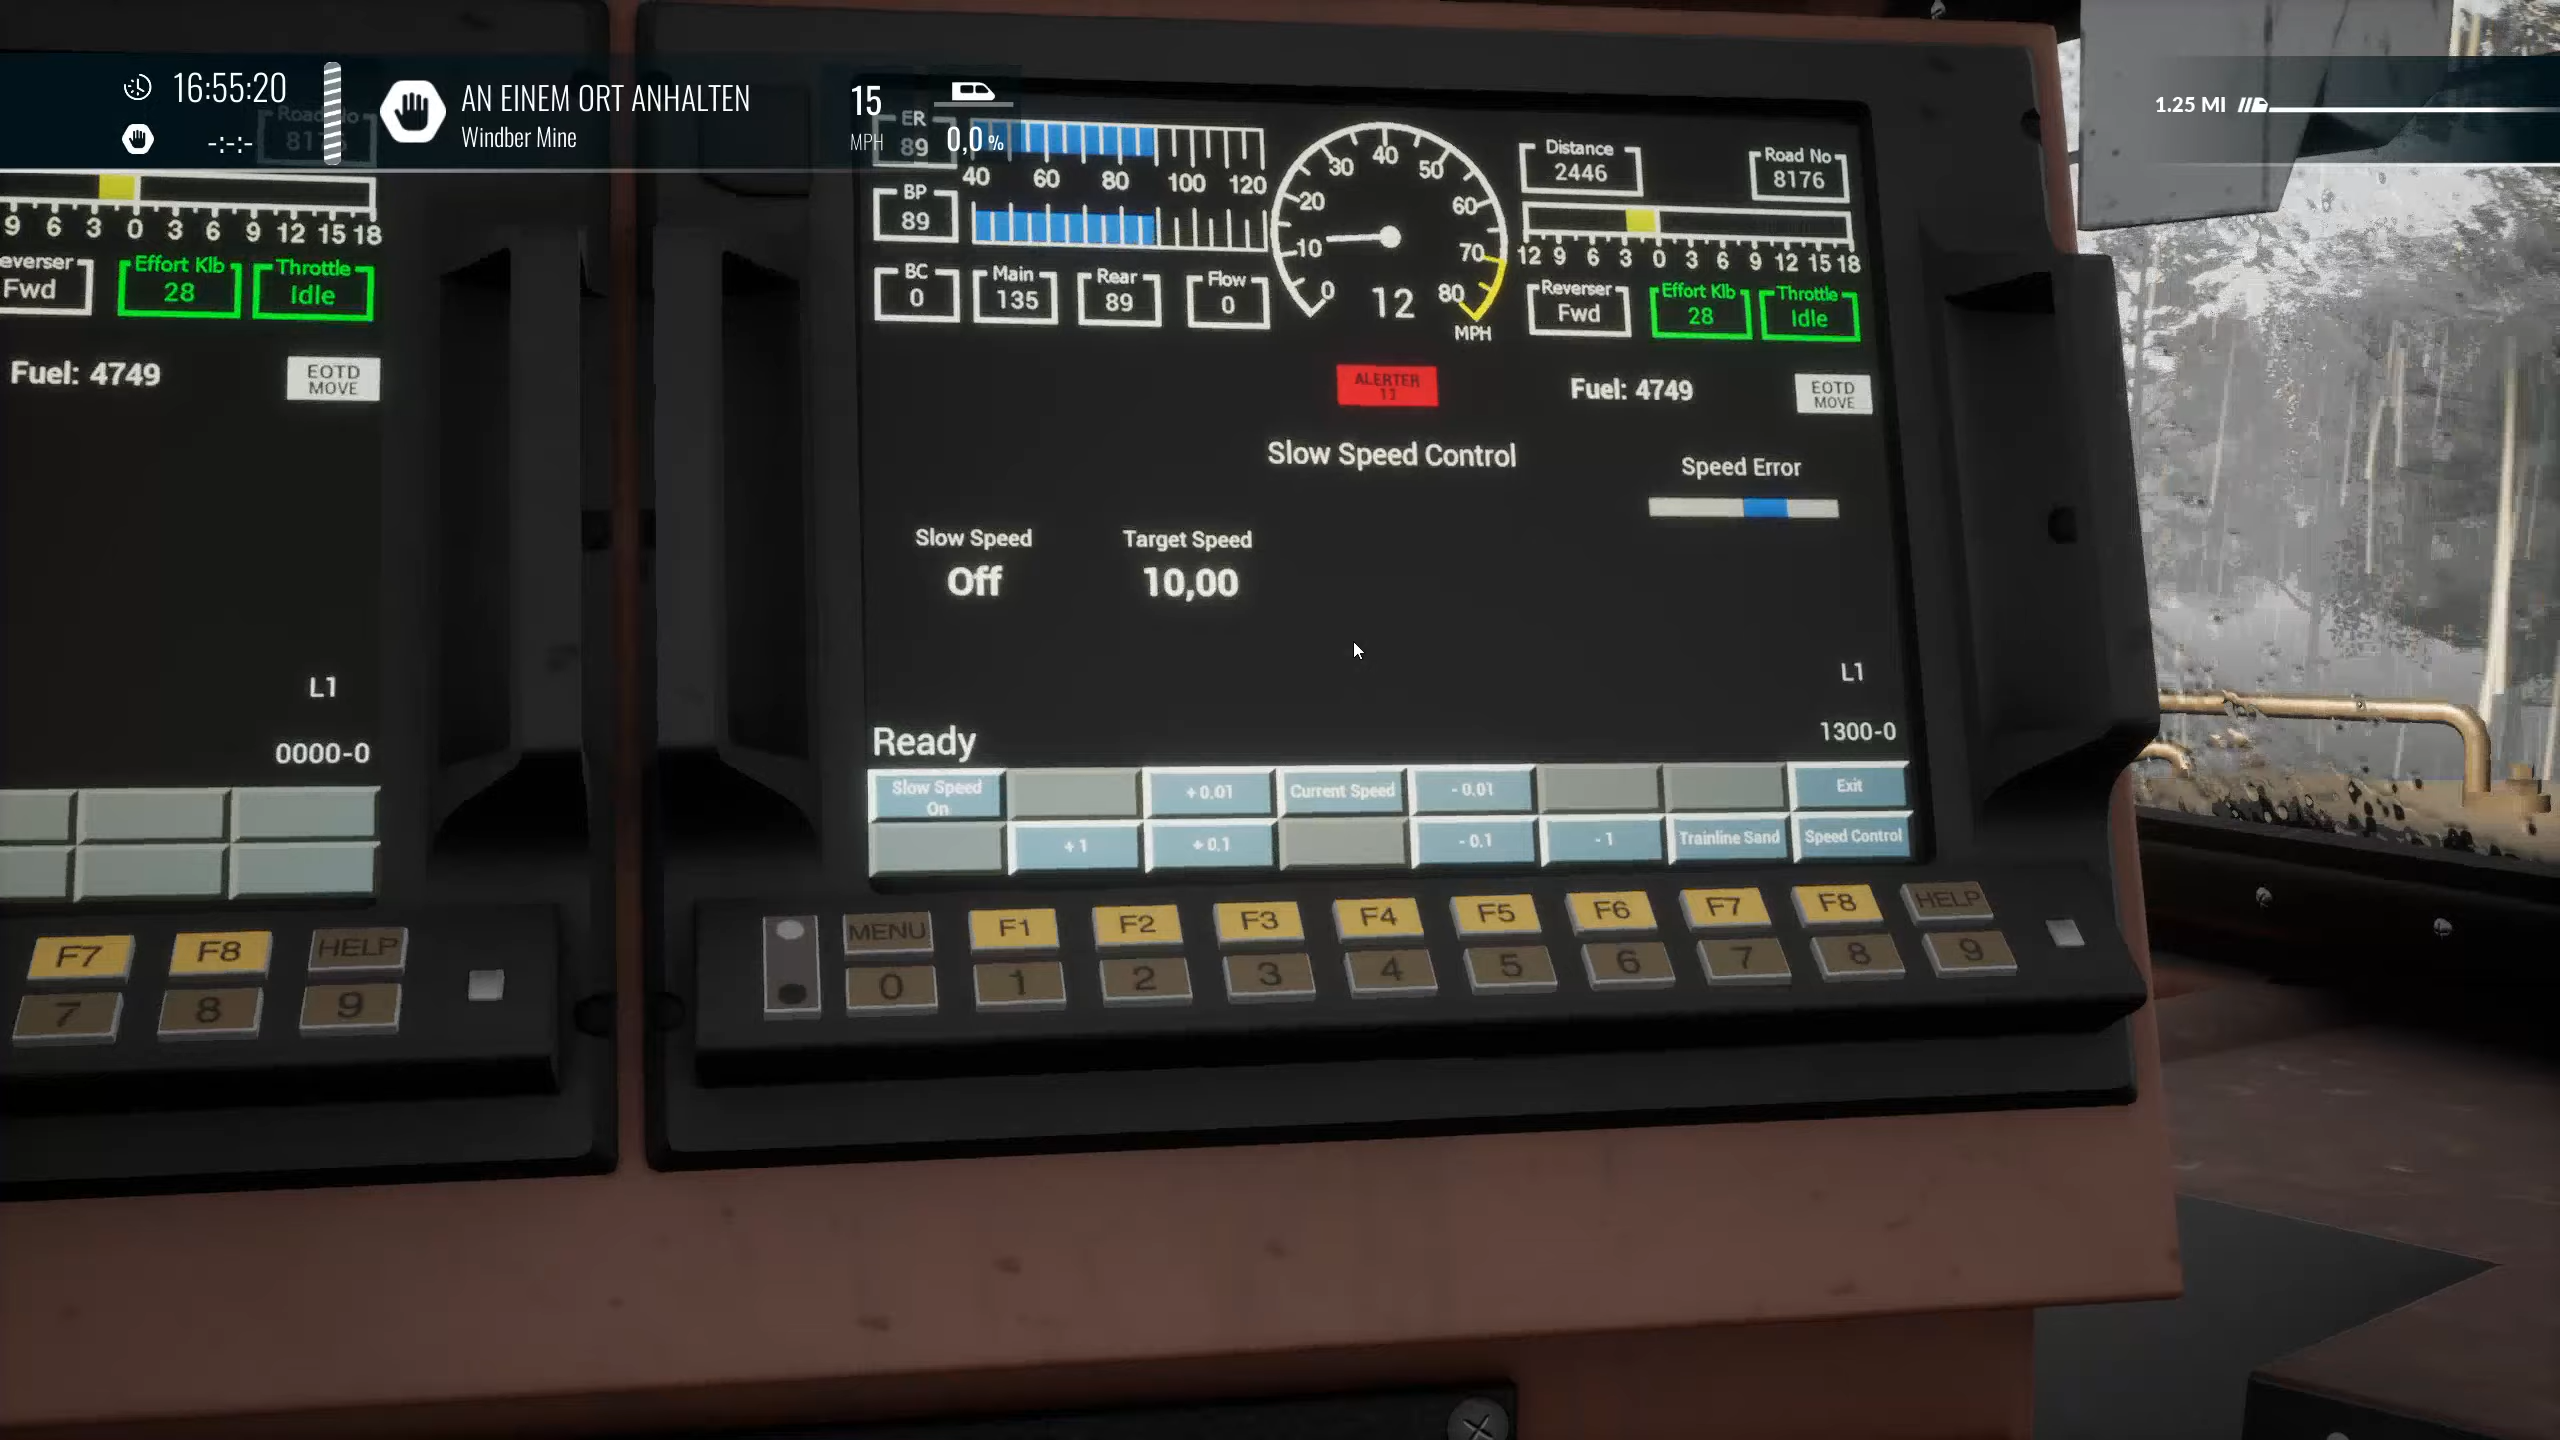 16:55:20
-:-:-
AN EINEM ORT ANHALTEN
Windber Mine
15
MPH
0,0 %
1.25 MI
Road No
9 6 3 0 3 6 9 12 15 18
everser
Fwd
Effort Klb
28
Throttle
Idle
Fuel: 4749
EOTD
MOVE
L1
0000-0
F7 F8 HELP
7 8 9
ER
89
40 60 80 100 120
BP
89
BC
0
Main
135
Rear
89
Flow
0
0 10 20 30 40 50 60 70 80
12
MPH
Distance
2446
Road No
8176
12 9 6 3 0 3 6 9 12 15 18
Reverser
Fwd
Effort Klb
28
Throttle
Idle
ALERTER
Fuel: 4749
EOTD
MOVE
Slow Speed Control
Speed Error
Slow Speed
Off
Target Speed
10,00
L1
Ready
1300-0
Slow Speed
On
+ 0.01
Current Speed
- 0.01
Exit
+ 1
+ 0.1
- 0.1
- 1
Trainline Sand
Speed Control
MENU F1 F2 F3 F4 F5 F6 F7 F8 HELP
0 1 2 3 4 5 6 7 8 9